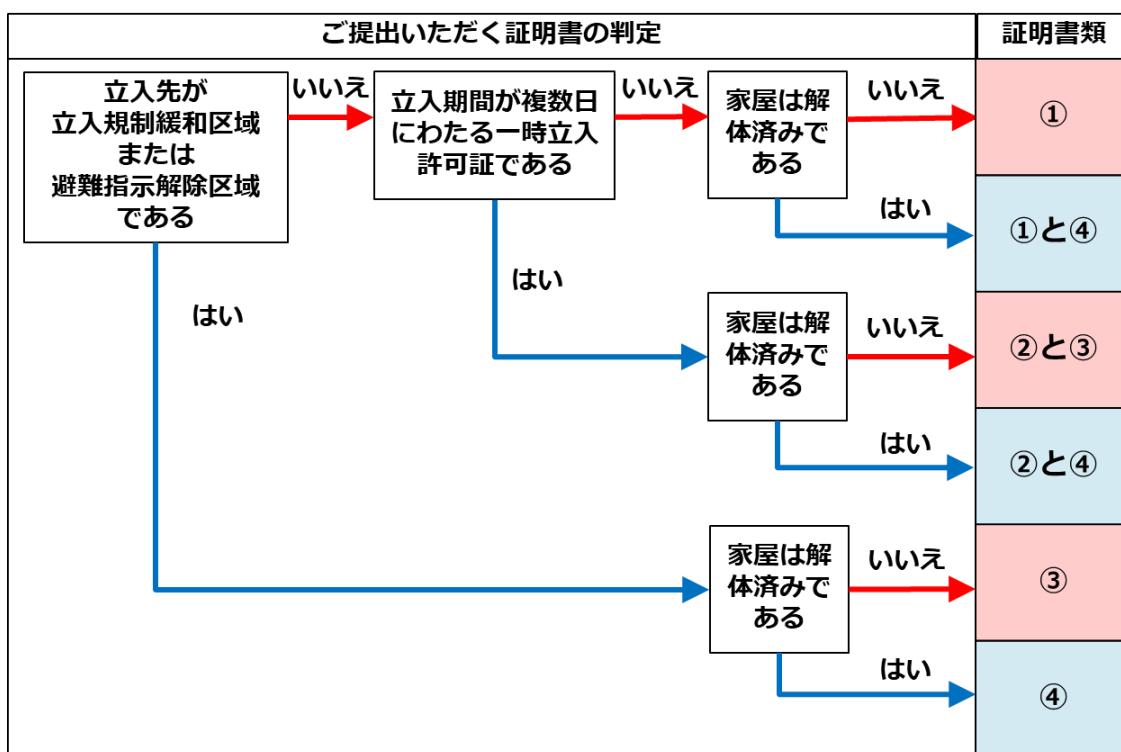 ご提出いただく証明書の判定
証明書類
立入先が
立入規制緩和区域
または
避難指示解除区域
である
いいえ
立入期間が複数日
にわたる一時立入
許可証である
いいえ
家屋は解
体済みで
ある
いいえ
①
はい
①と④
はい
家屋は解
体済みで
ある
いいえ
②と③
はい
②と④
はい
家屋は解
体済みで
ある
いいえ
③
はい
④